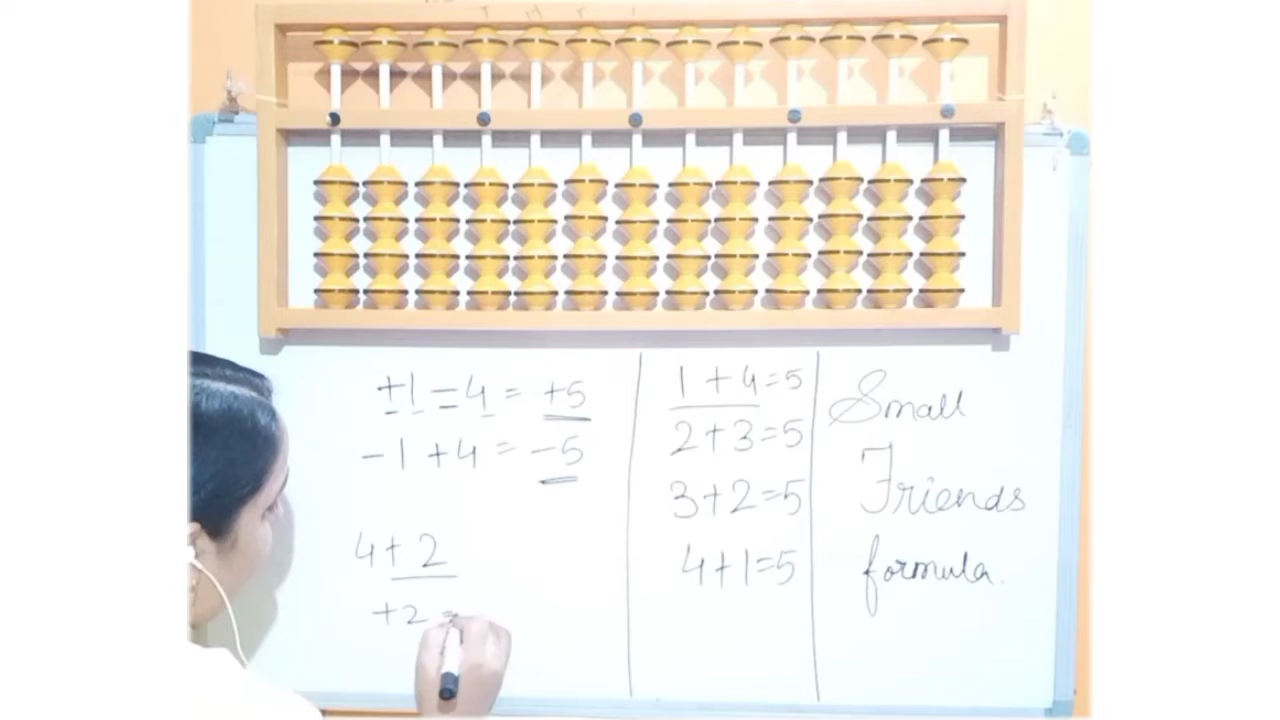 +1 = 4 = +5
-1 +4 = -5
4+2
+2 =
1+4=5
2+3=5
3+2=5
4+1=5
Small
Friends
formula.